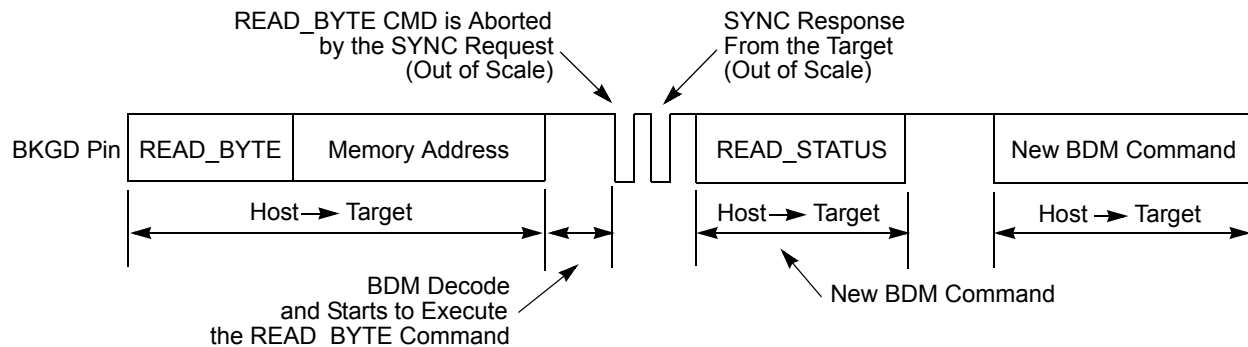 READ_BYTE CMD is Aborted
by the SYNC Request
(Out of Scale)
SYNC Response
From the Target
(Out of Scale)
BKGD Pin
READ_BYTE
Memory Address
READ_STATUS
New BDM Command
Host
Target
Host
Target
Host
Target
BDM Decode
and Starts to Execute
the READ_BYTE Command
New BDM Command